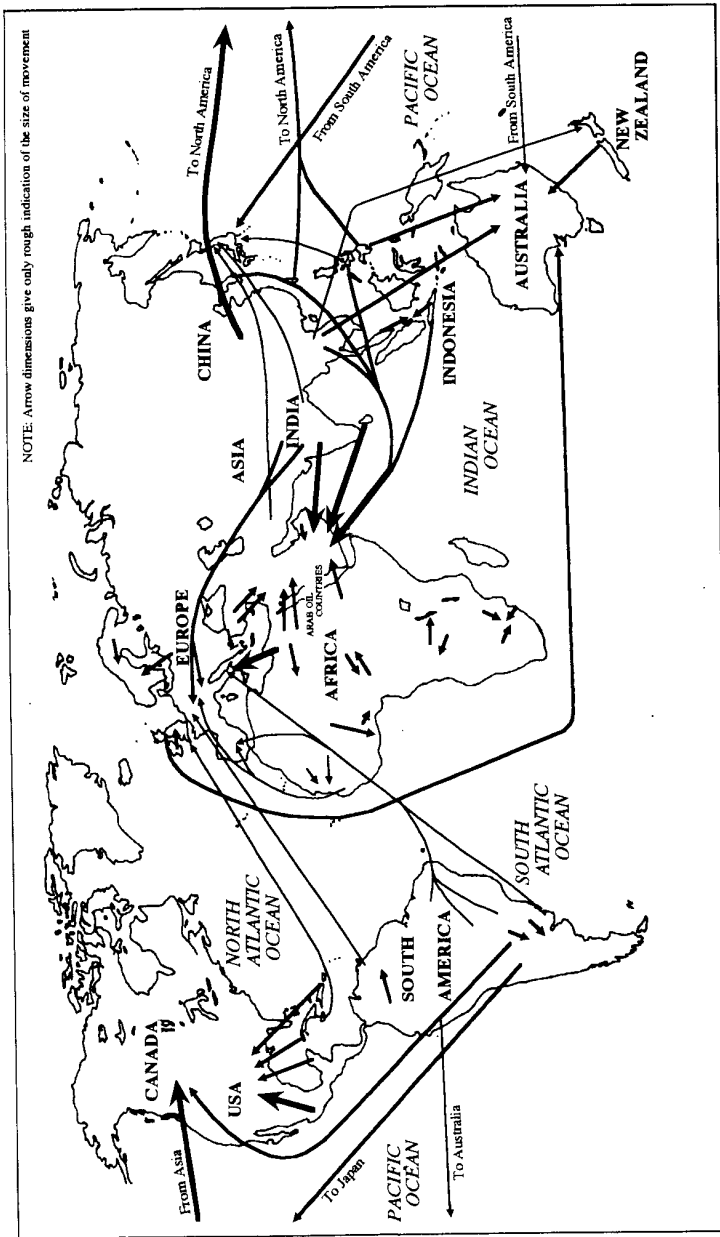 NOTE: Arrow dimensions give only rough indication of the size of movement
CANADA
USA
From Asia
NORTH
ATLANTIC
OCEAN
SOUTH
AMERICA
PACIFIC
OCEAN
To Japan
To Australia
SOUTH
ATLANTIC
OCEAN
EUROPE
AFRICA
ARAB OIL
COUNTRIES
ASIA
INDIA
CHINA
INDIAN
OCEAN
INDONESIA
AUSTRALIA
NEW
ZEALAND
PACIFIC
OCEAN
To North America
To North America
From South America
From South America